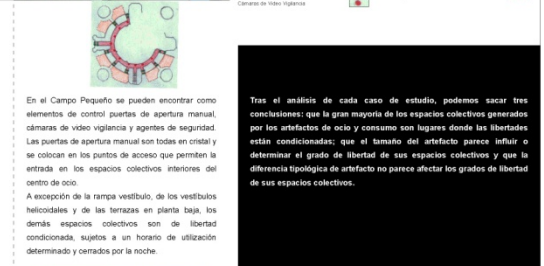 Cámaras de Video Vigilancia
En el Campo Pequeño se pueden encontrar como
elementos de control puertas de apertura manual,
cámaras de video vigilancia y agentes de seguridad.
Las puertas de apertura manual son todas en cristal y
se colocan en los puntos de acceso que permiten la
entrada en los espacios colectivos interiores del
centro de ocio.
A excepción de la rampa vestíbulo, de los vestíbulos
helicoidales y de las terrazas en planta baja, los
demás espacios colectivos son de libertad
condicionada, sujetos a un horario de utilización
determinado y cerrados por la noche.
Tras el análisis de cada caso de estudio, podemos sacar tres
conclusiones: que la gran mayoría de los espacios colectivos generados
por los artefactos de ocio y consumo son lugares donde las libertades
están condicionadas; que el tamaño del artefacto parece influir o
determinar el grado de libertad de sus espacios colectivos y que la
diferencia tipológica de artefacto no parece afectar los grados de libertad
de sus espacios colectivos.